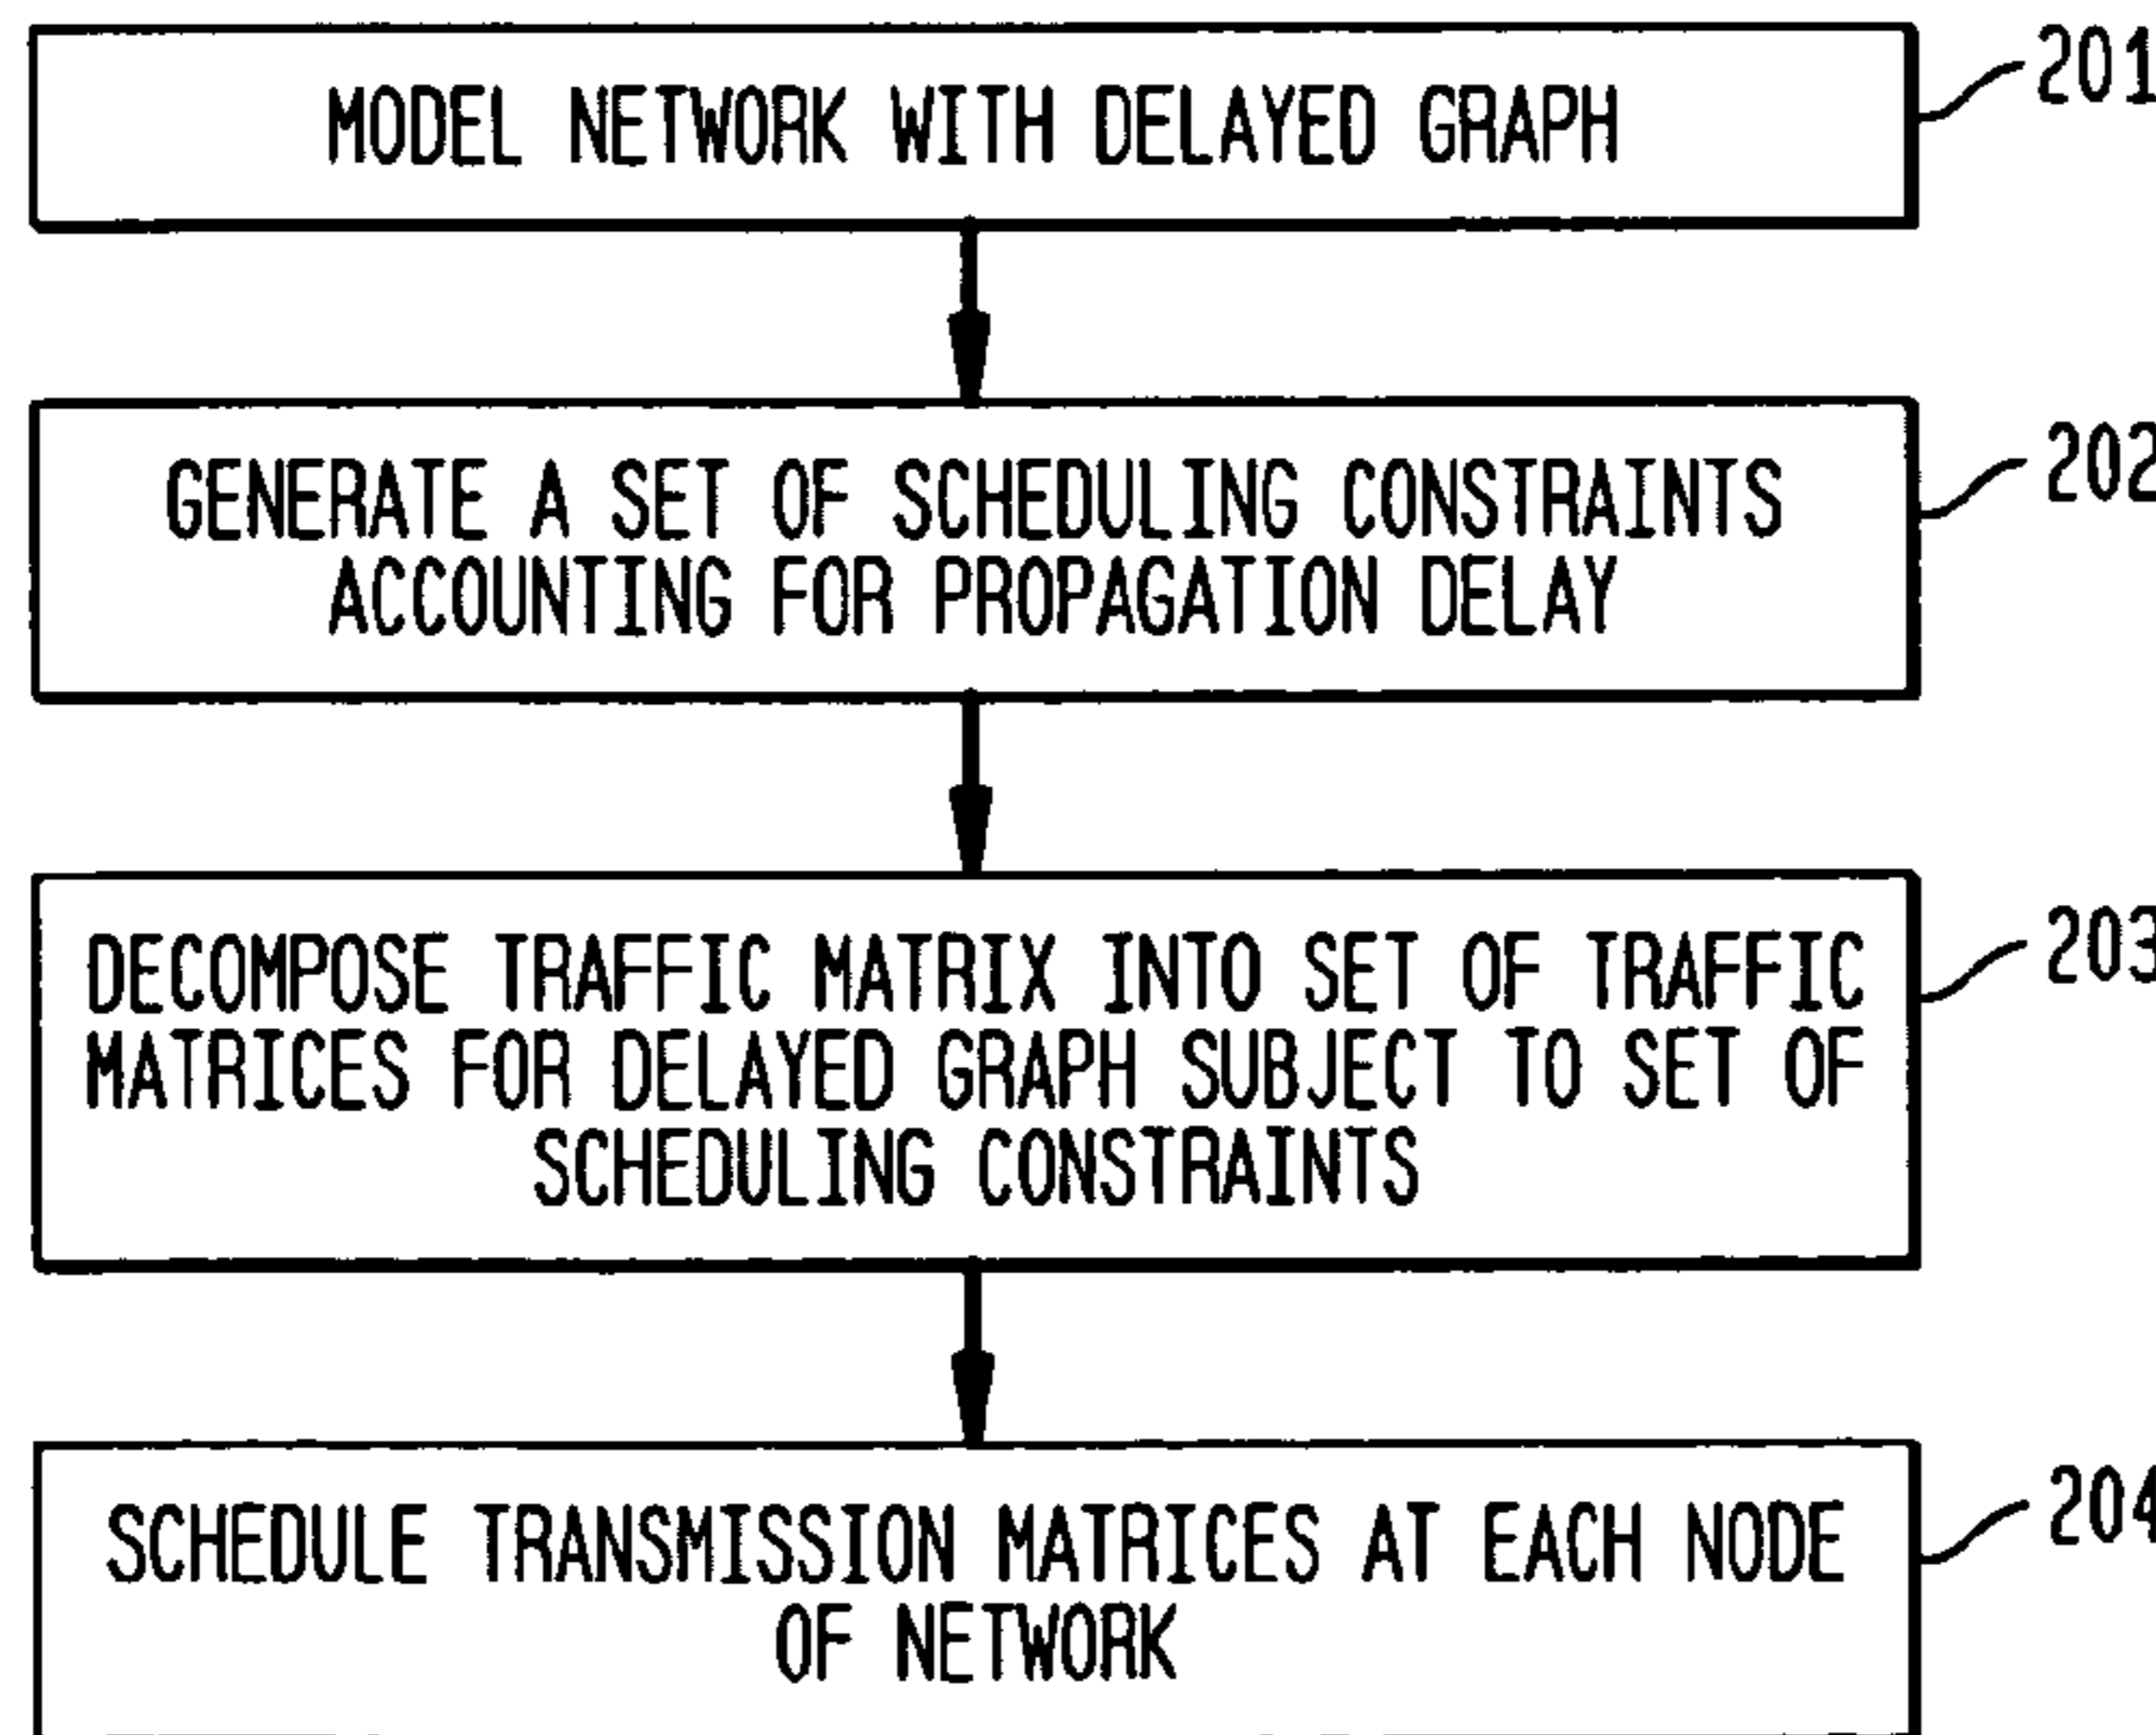 MODEL NETWORK WITH DELAYED GRAPH
201
GENERATE A SET OF SCHEDULING CONSTRAINTS
ACCOUNTING FOR PROPAGATION DELAY
202
DECOMPOSE TRAFFIC MATRIX INTO SET OF TRAFFIC
MATRICES FOR DELAYED GRAPH SUBJECT TO SET OF
SCHEDULING CONSTRAINTS
203
SCHEDULE TRANSMISSION MATRICES AT EACH NODE
OF NETWORK
204